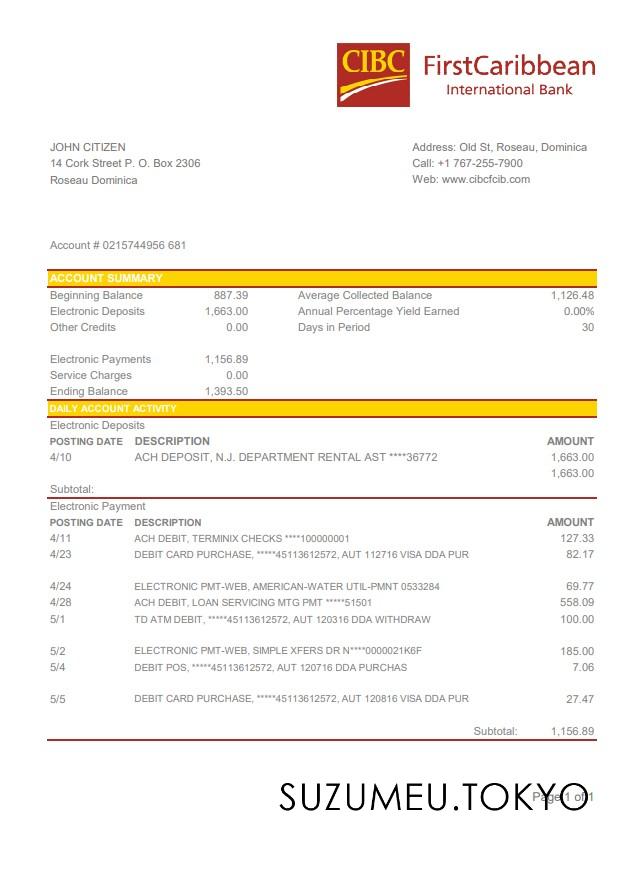 CIBC FirstCaribbean
International Bank
JOHN CITIZEN
14 Cork Street P. O. Box 2306
Roseau Dominica
Address: Old St, Roseau, Dominica
Call: +1 767-255-7900
Web: www.cibcfcib.com
Account # 0215744956 681
ACCOUNT SUMMARY
Beginning Balance 887.39 Average Collected Balance 1,126.48
Electronic Deposits 1,663.00 Annual Percentage Yield Earned 0.00%
Other Credits 0.00 Days in Period 30
Electronic Payments 1,156.89
Service Charges 0.00
Ending Balance 1,393.50
DAILY ACCOUNT ACTIVITY
Electronic Deposits
POSTING DATE DESCRIPTION AMOUNT
4/10 ACH DEPOSIT, N.J. DEPARTMENT RENTAL AST ****36772 1,663.00
1,663.00
Subtotal:
Electronic Payment
POSTING DATE DESCRIPTION AMOUNT
4/11 ACH DEBIT, TERMINIX CHECKS ****100000001 127.33
4/23 DEBIT CARD PURCHASE, *****45113612572, AUT 112716 VISA DDA PUR 82.17
4/24 ELECTRONIC PMT-WEB, AMERICAN-WATER UTIL-PMNT 0533284 69.77
4/28 ACH DEBIT, LOAN SERVICING MTG PMT *****51501 558.09
5/1 TD ATM DEBIT, *****45113612572, AUT 120316 DDA WITHDRAW 100.00
5/2 ELECTRONIC PMT-WEB, SIMPLE XFERS DR N****0000021K6F 185.00
5/4 DEBIT POS, *****45113612572, AUT 120716 DDA PURCHAS 7.06
5/5 DEBIT CARD PURCHASE, *****45113612572, AUT 120816 VISA DDA PUR 27.47
Subtotal: 1,156.89
Page 1 of 1
SUZUMEU.TOKYO